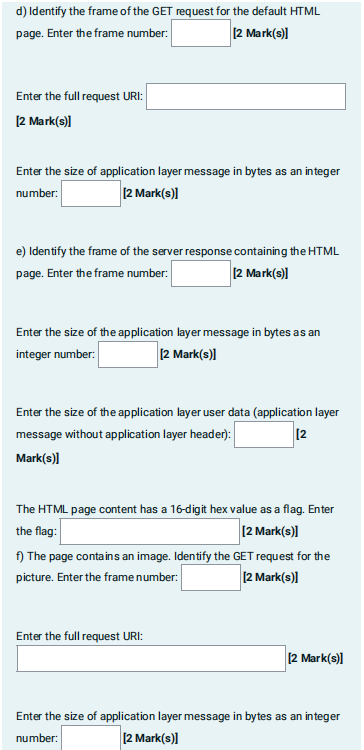 d) Identify the frame of the GET request for the default HTML
page. Enter the frame number: [2 Mark(s)]
Enter the full request URI:
[2 Mark(s)]
Enter the size of application layer message in bytes as an integer
number: [2 Mark(s)]
e) Identify the frame of the server response containing the HTML
page. Enter the frame number: [2 Mark(s)]
Enter the size of the application layer message in bytes as an
integer number: [2 Mark(s)]
Enter the size of the application layer user data (application layer
message without application layer header): [2
Mark(s)]
The HTML page content has a 16-digit hex value as a flag. Enter
the flag: [2 Mark(s)]
f) The page contains an image. Identify the GET request for the
picture. Enter the frame number: [2 Mark(s)]
Enter the full request URI:
[2 Mark(s)]
Enter the size of application layer message in bytes as an integer
number: [2 Mark(s)]